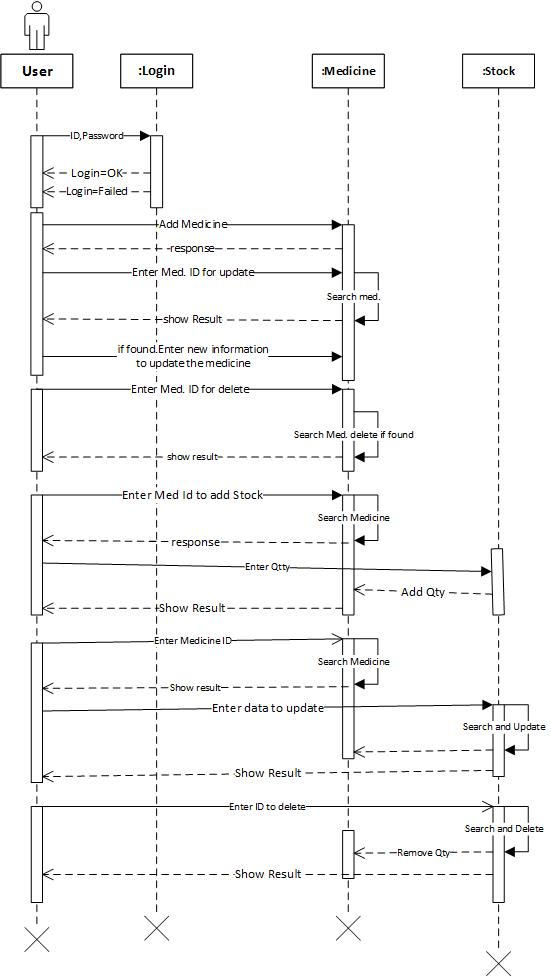 User
:Login
:Medicine
:Stock
ID,Password
Login=OK
Login=Failed
Add Medicine
response
Enter Med. ID for update
Search med.
show Result
if found.Enter new information
to update the medicine
Enter Med. ID for delete
Search Med. delete if found
show result
Enter Med Id to add Stock
Search Medicine
response
Enter Qtty
Add Qty
Show Result
Enter Medicine ID
Search Medicine
Show result
Enter data to update
Search and Update
Show Result
Enter ID to delete
Search and Delete
Remove Qty
Show Result